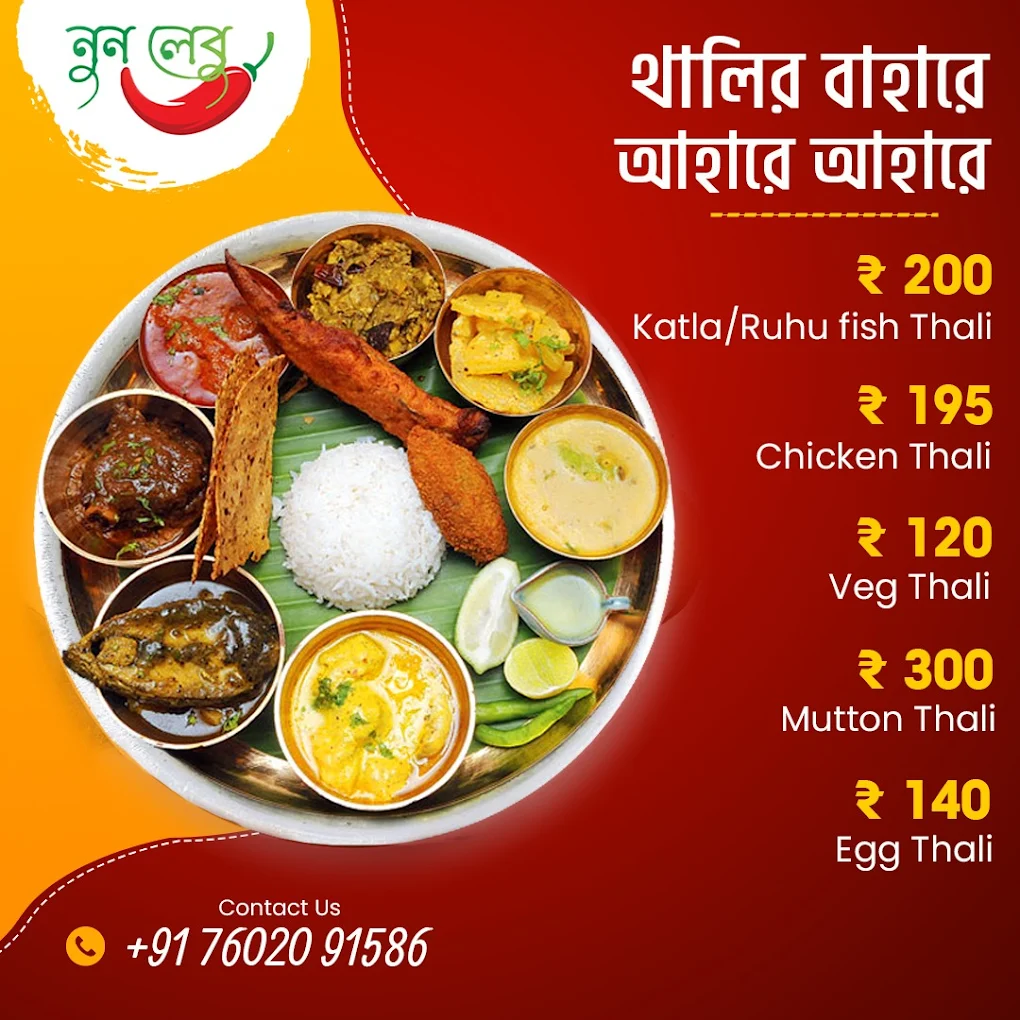 নুন লেবু
থালির বাহারে
আহারে আহারে
₹ 200
Katla/Ruhu fish Thali
₹ 195
Chicken Thali
₹ 120
Veg Thali
₹ 300
Mutton Thali
₹ 140
Egg Thali
Contact Us
+91 76020 91586